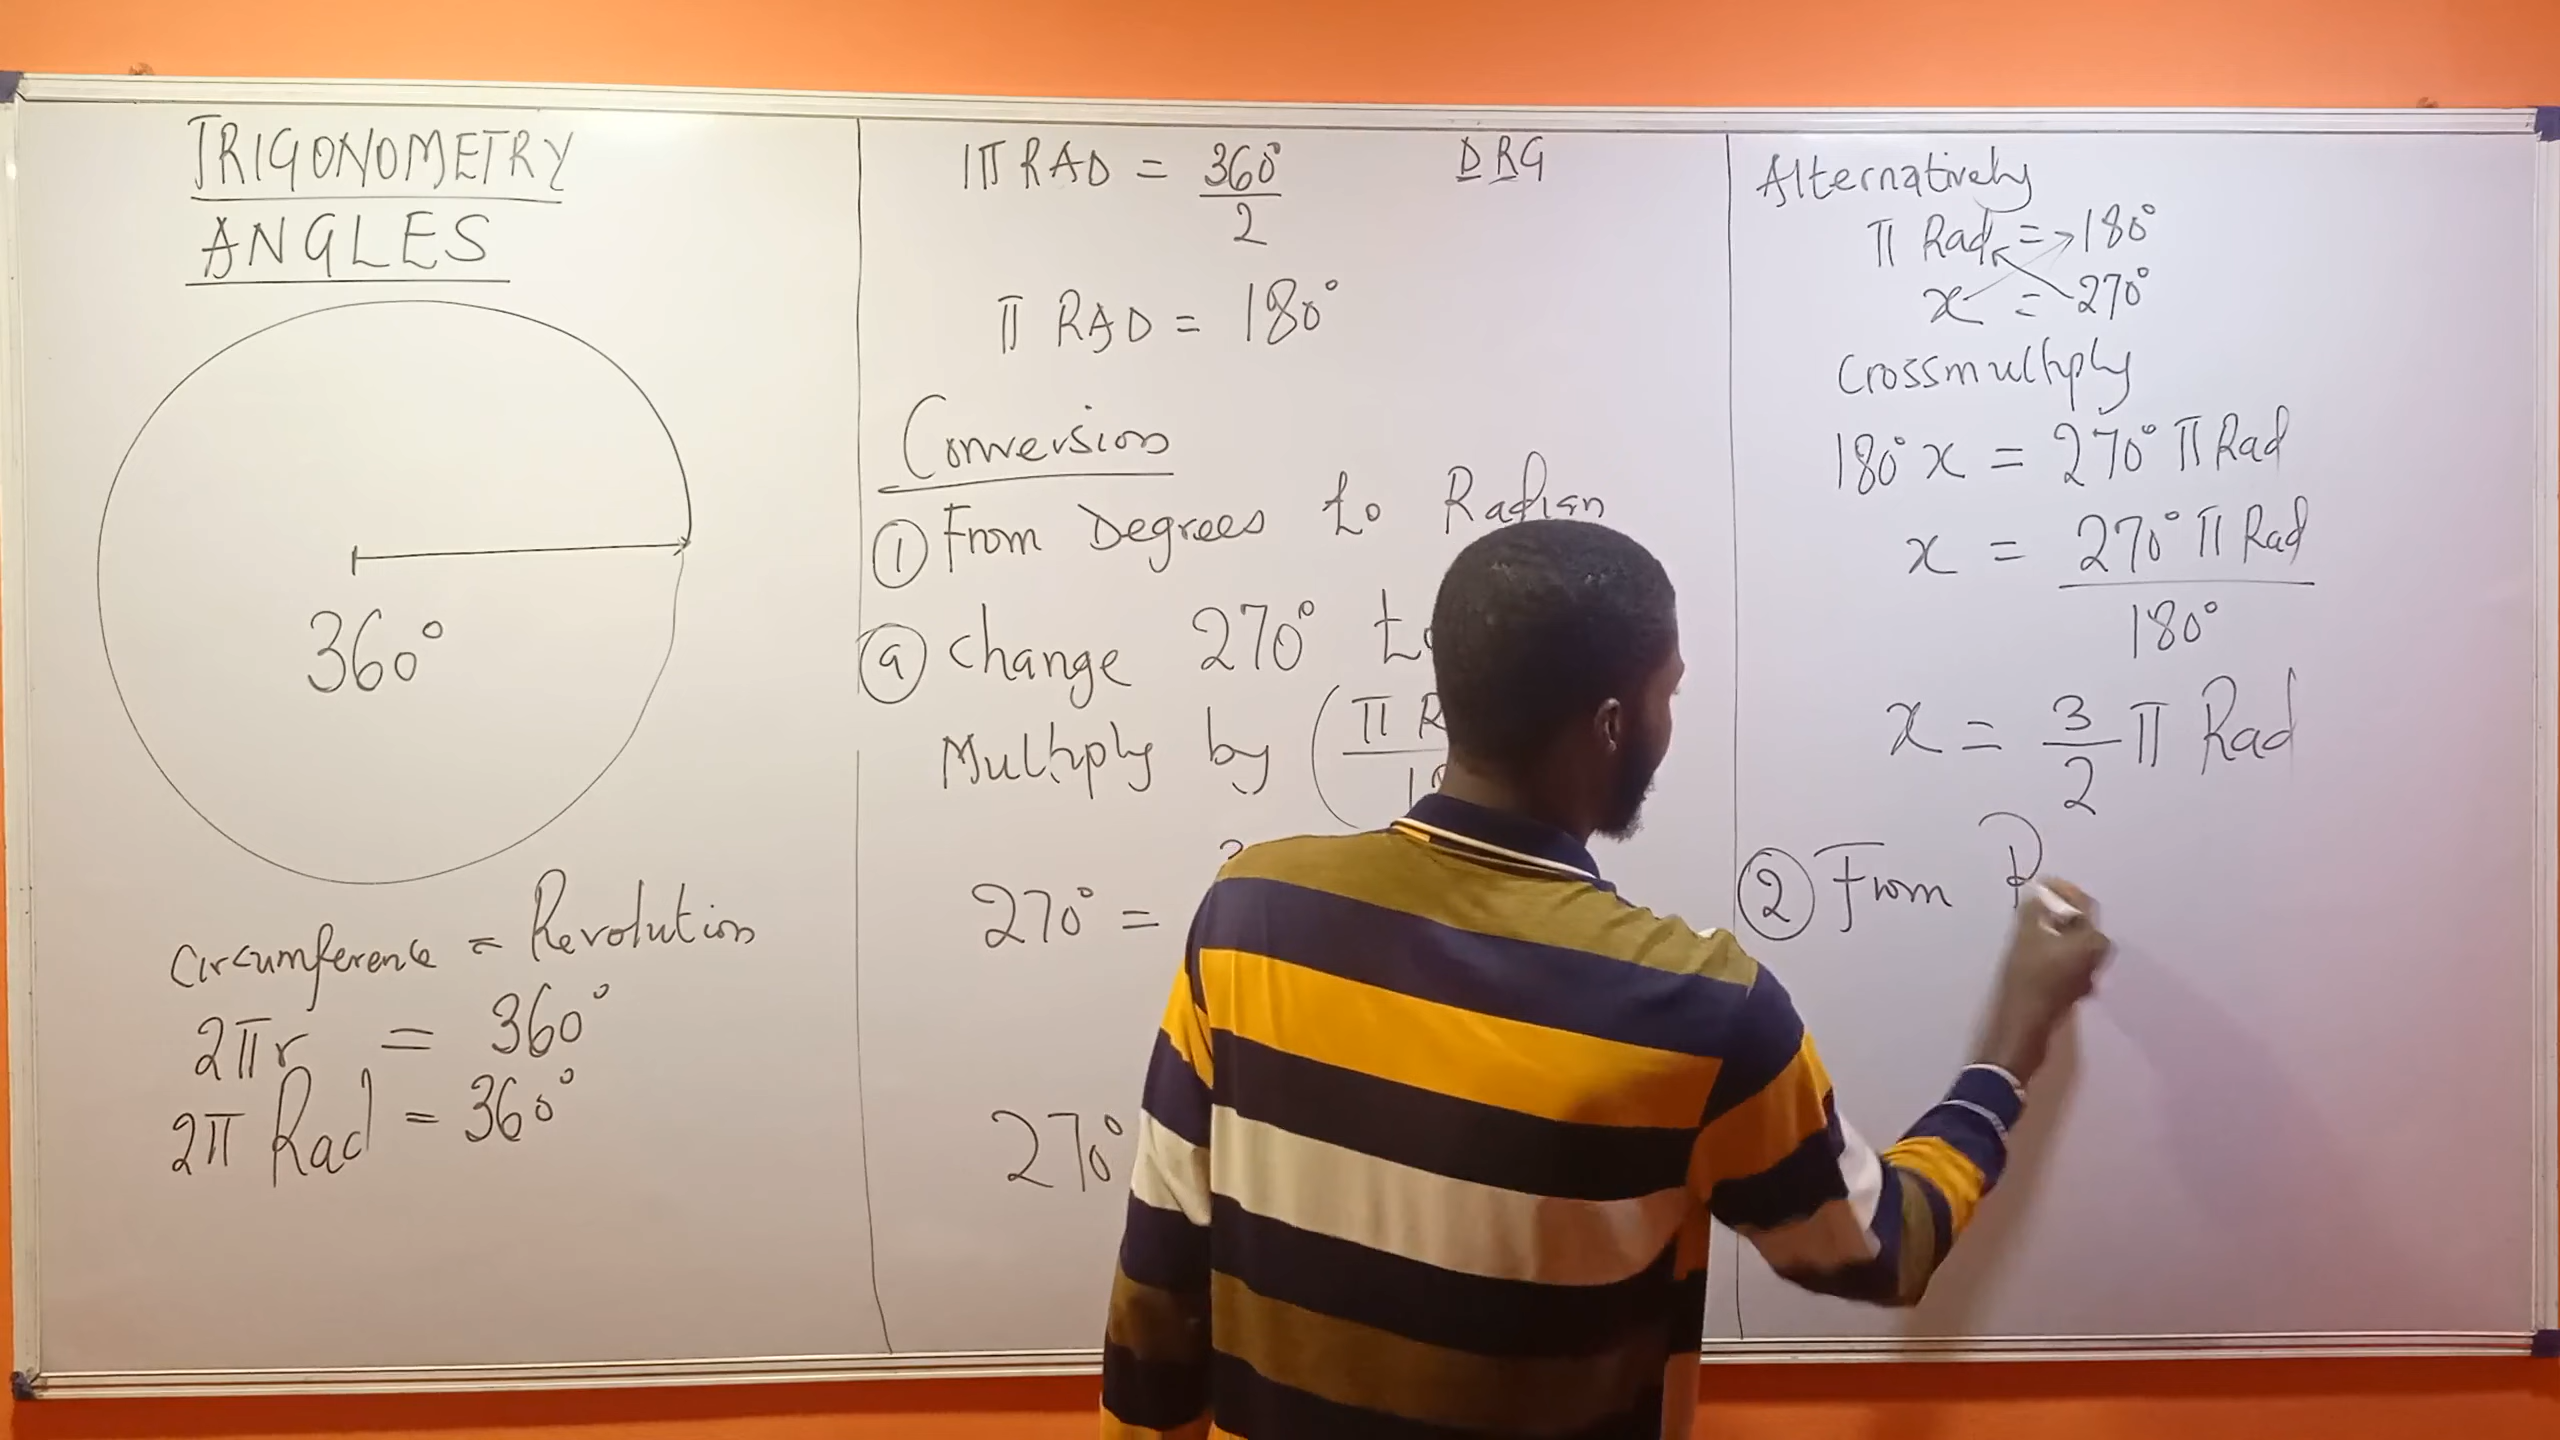 TRIGONOMETRY
ANGLES
360°
Circumference = Revolution
2πr = 360°
2π Rad = 360°
1π RAD = 360°
2
DRG
π RAD = 180°
Conversion
① From Degrees to Radian
ⓐ Change 270°
Multiply by (π
270° =
270°
Alternatively
π Rad = 180°
x = 270°
Crossmultiply
180° x = 270° π Rad
x = 270° π Rad
180°
x = 3/2 π Rad
② From R